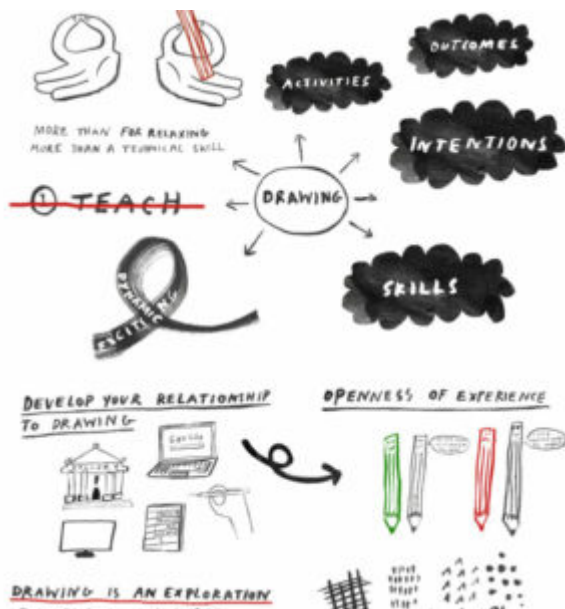 OUTCOMES
ACTIVITIES
INTENTIONS
MORE THAN FOR RELAXING
MORE THAN A TECHNICAL SKILL
① TEACH
DRAWING
DYNAMIC
EXCITING
SKILLS
DEVELOP YOUR RELATIONSHIP
TO DRAWING
OPENNESS OF EXPERIENCE
DRAWING IS AN EXPLORATION